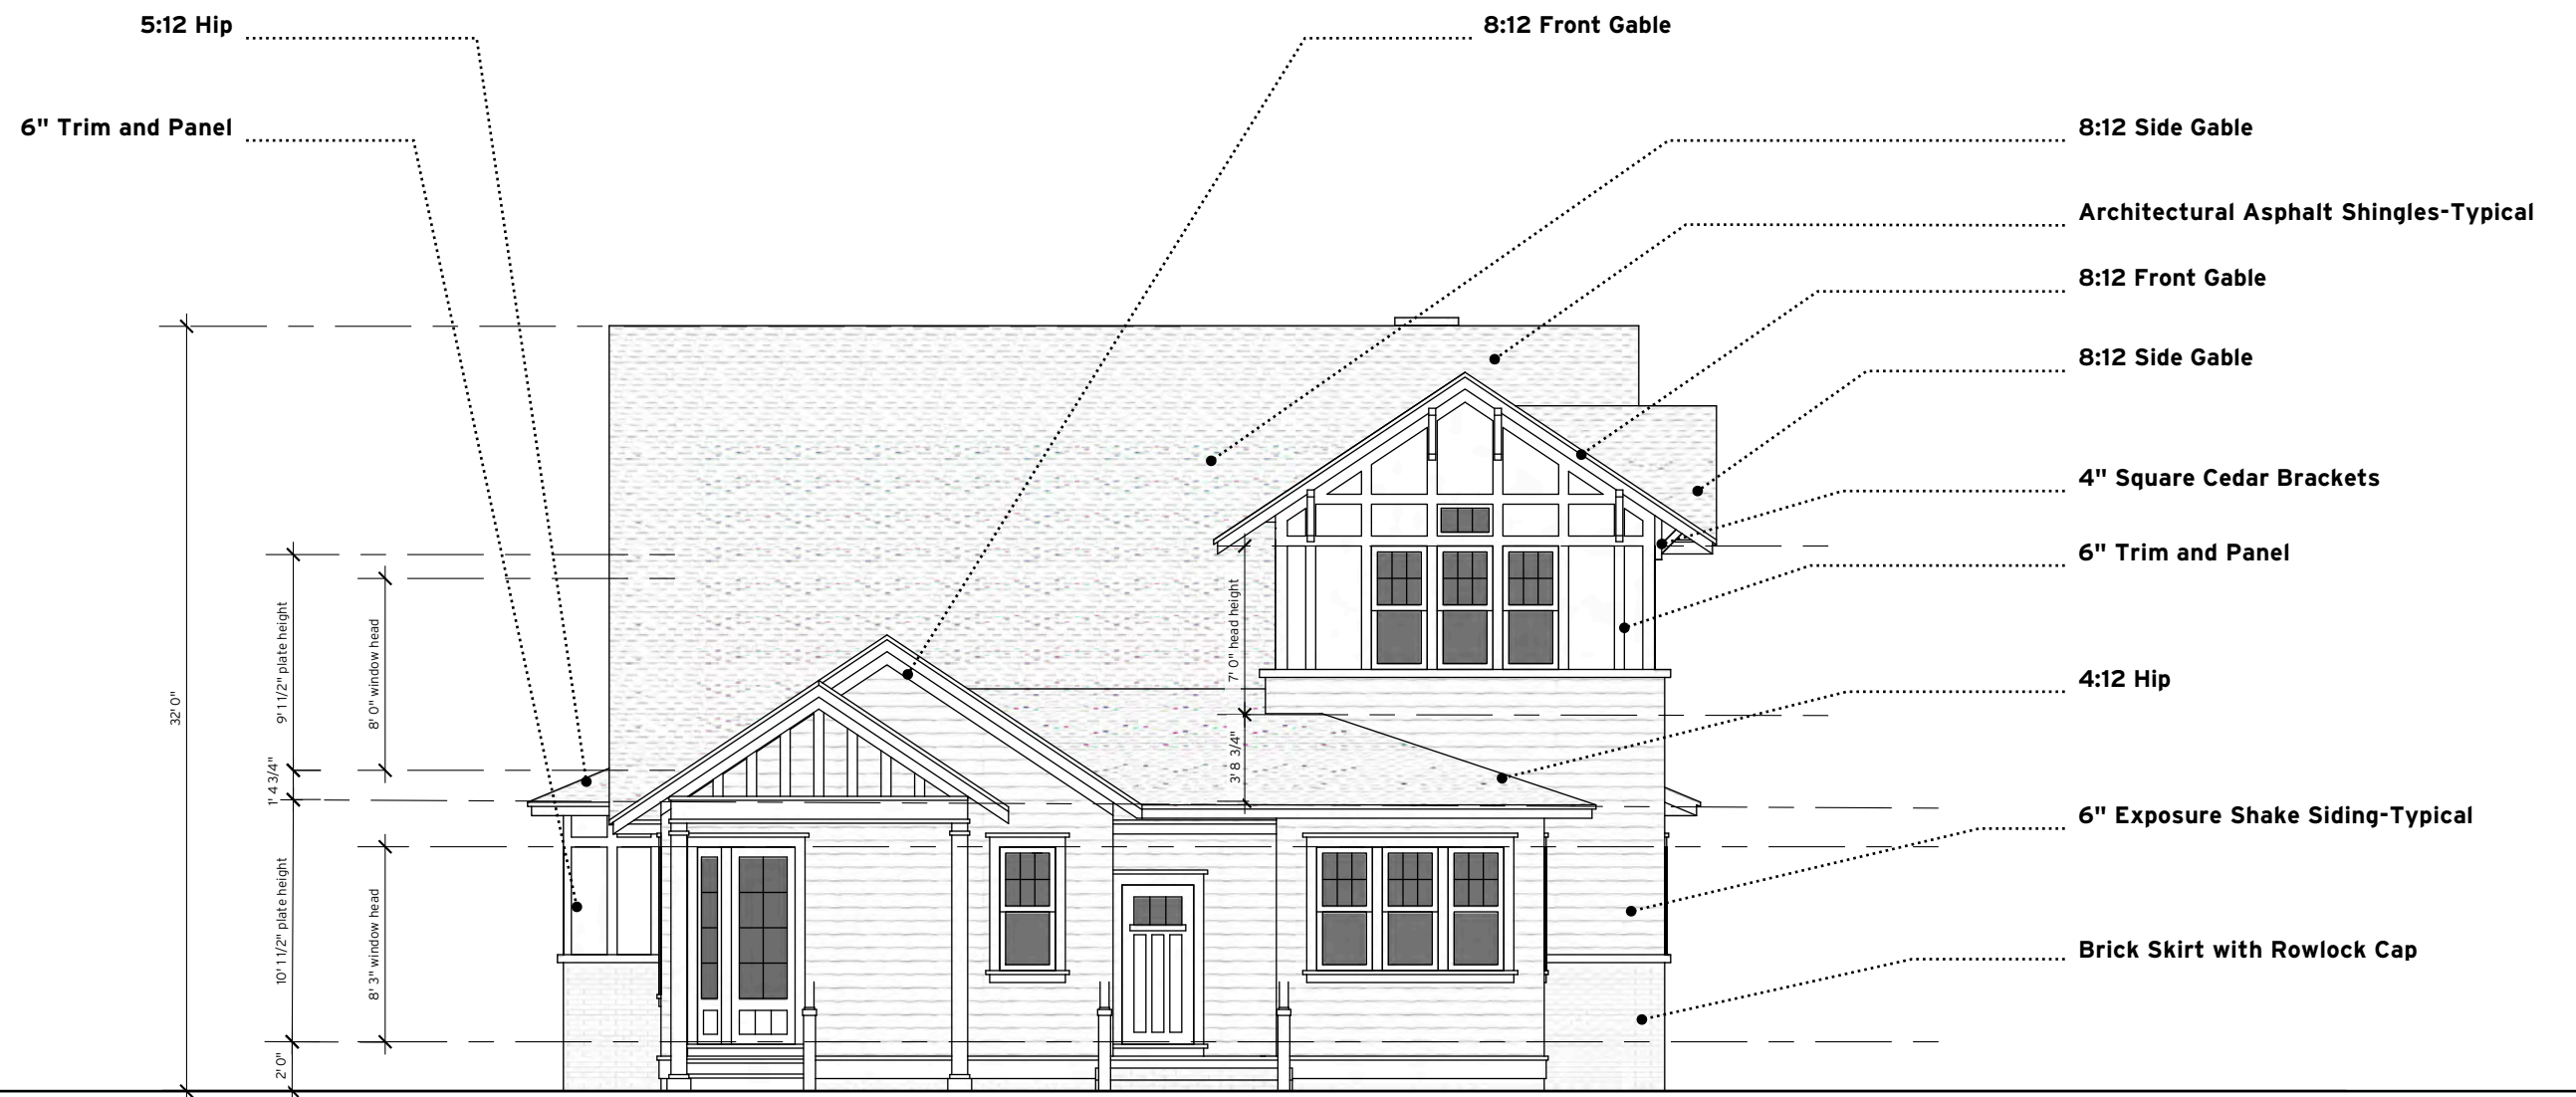 5:12 Hip
8:12 Front Gable
6" Trim and Panel
8:12 Side Gable
Architectural Asphalt Shingles-Typical
8:12 Front Gable
8:12 Side Gable
4" Square Cedar Brackets
6" Trim and Panel
4:12 Hip
6" Exposure Shake Siding-Typical
Brick Skirt with Rowlock Cap
32' 0"
9' 1 1/2" plate height
8' 0" window head
1' 4 3/4"
10' 1 1/2" plate height
8' 3" window head
2' 0"
7' 0" head height
3' 8 3/4"